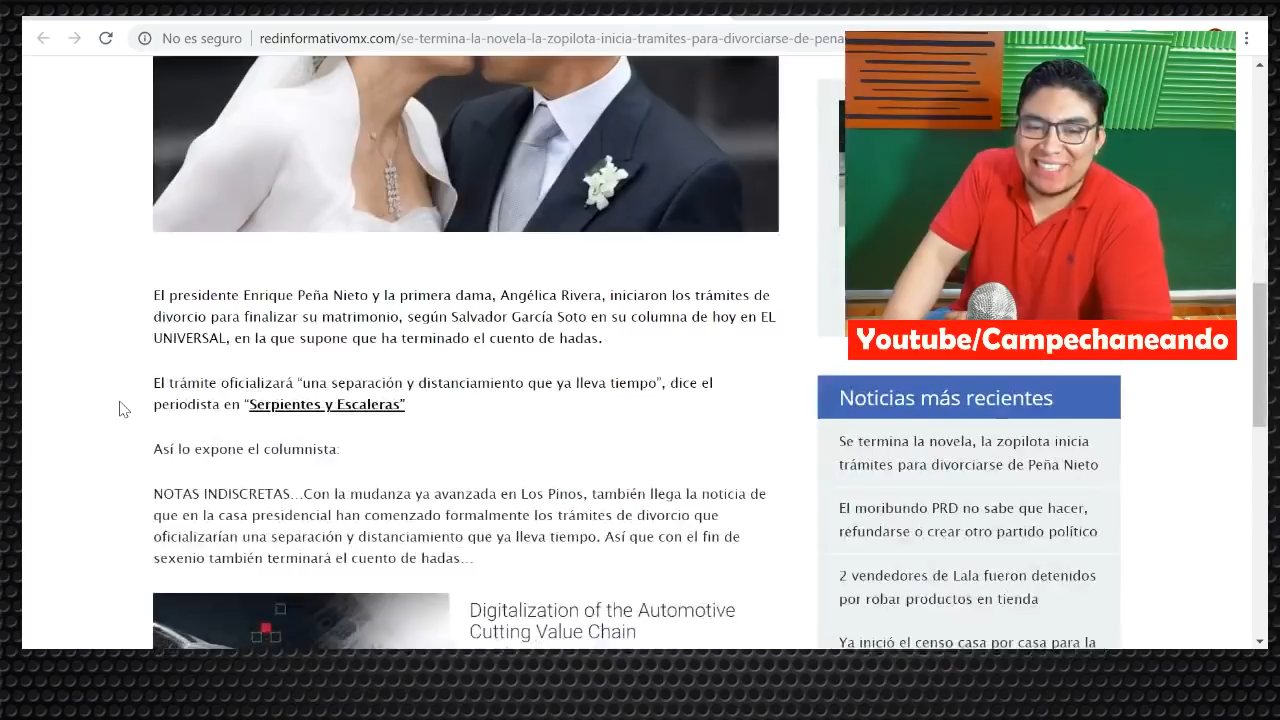 No es seguro
redinformativomx.com/se-termina-la-novela-la-zopilota-inicia-tramites-para-divorciarse-de-pena
Youtube/Campechaneando
El presidente Enrique Peña Nieto y la primera dama, Angélica Rivera, iniciaron los trámites de
divorcio para finalizar su matrimonio, según Salvador García Soto en su columna de hoy en EL
UNIVERSAL, en la que supone que ha terminado el cuento de hadas.
El trámite oficializará “una separación y distanciamiento que ya lleva tiempo”, dice el
periodista en “Serpientes y Escaleras”
Así lo expone el columnista:
NOTAS INDISCRETAS…Con la mudanza ya avanzada en Los Pinos, también llega la noticia de
que en la casa presidencial han comenzado formalmente los trámites de divorcio que
oficializarían una separación y distanciamiento que ya lleva tiempo. Así que con el fin de
sexenio también terminará el cuento de hadas…
Digitalization of the Automotive
Cutting Value Chain
Noticias más recientes
Se termina la novela, la zopilota inicia
trámites para divorciarse de Peña Nieto
El moribundo PRD no sabe que hacer,
refundarse o crear otro partido político
2 vendedores de Lala fueron detenidos
por robar productos en tienda
Ya inició el censo casa por casa para la